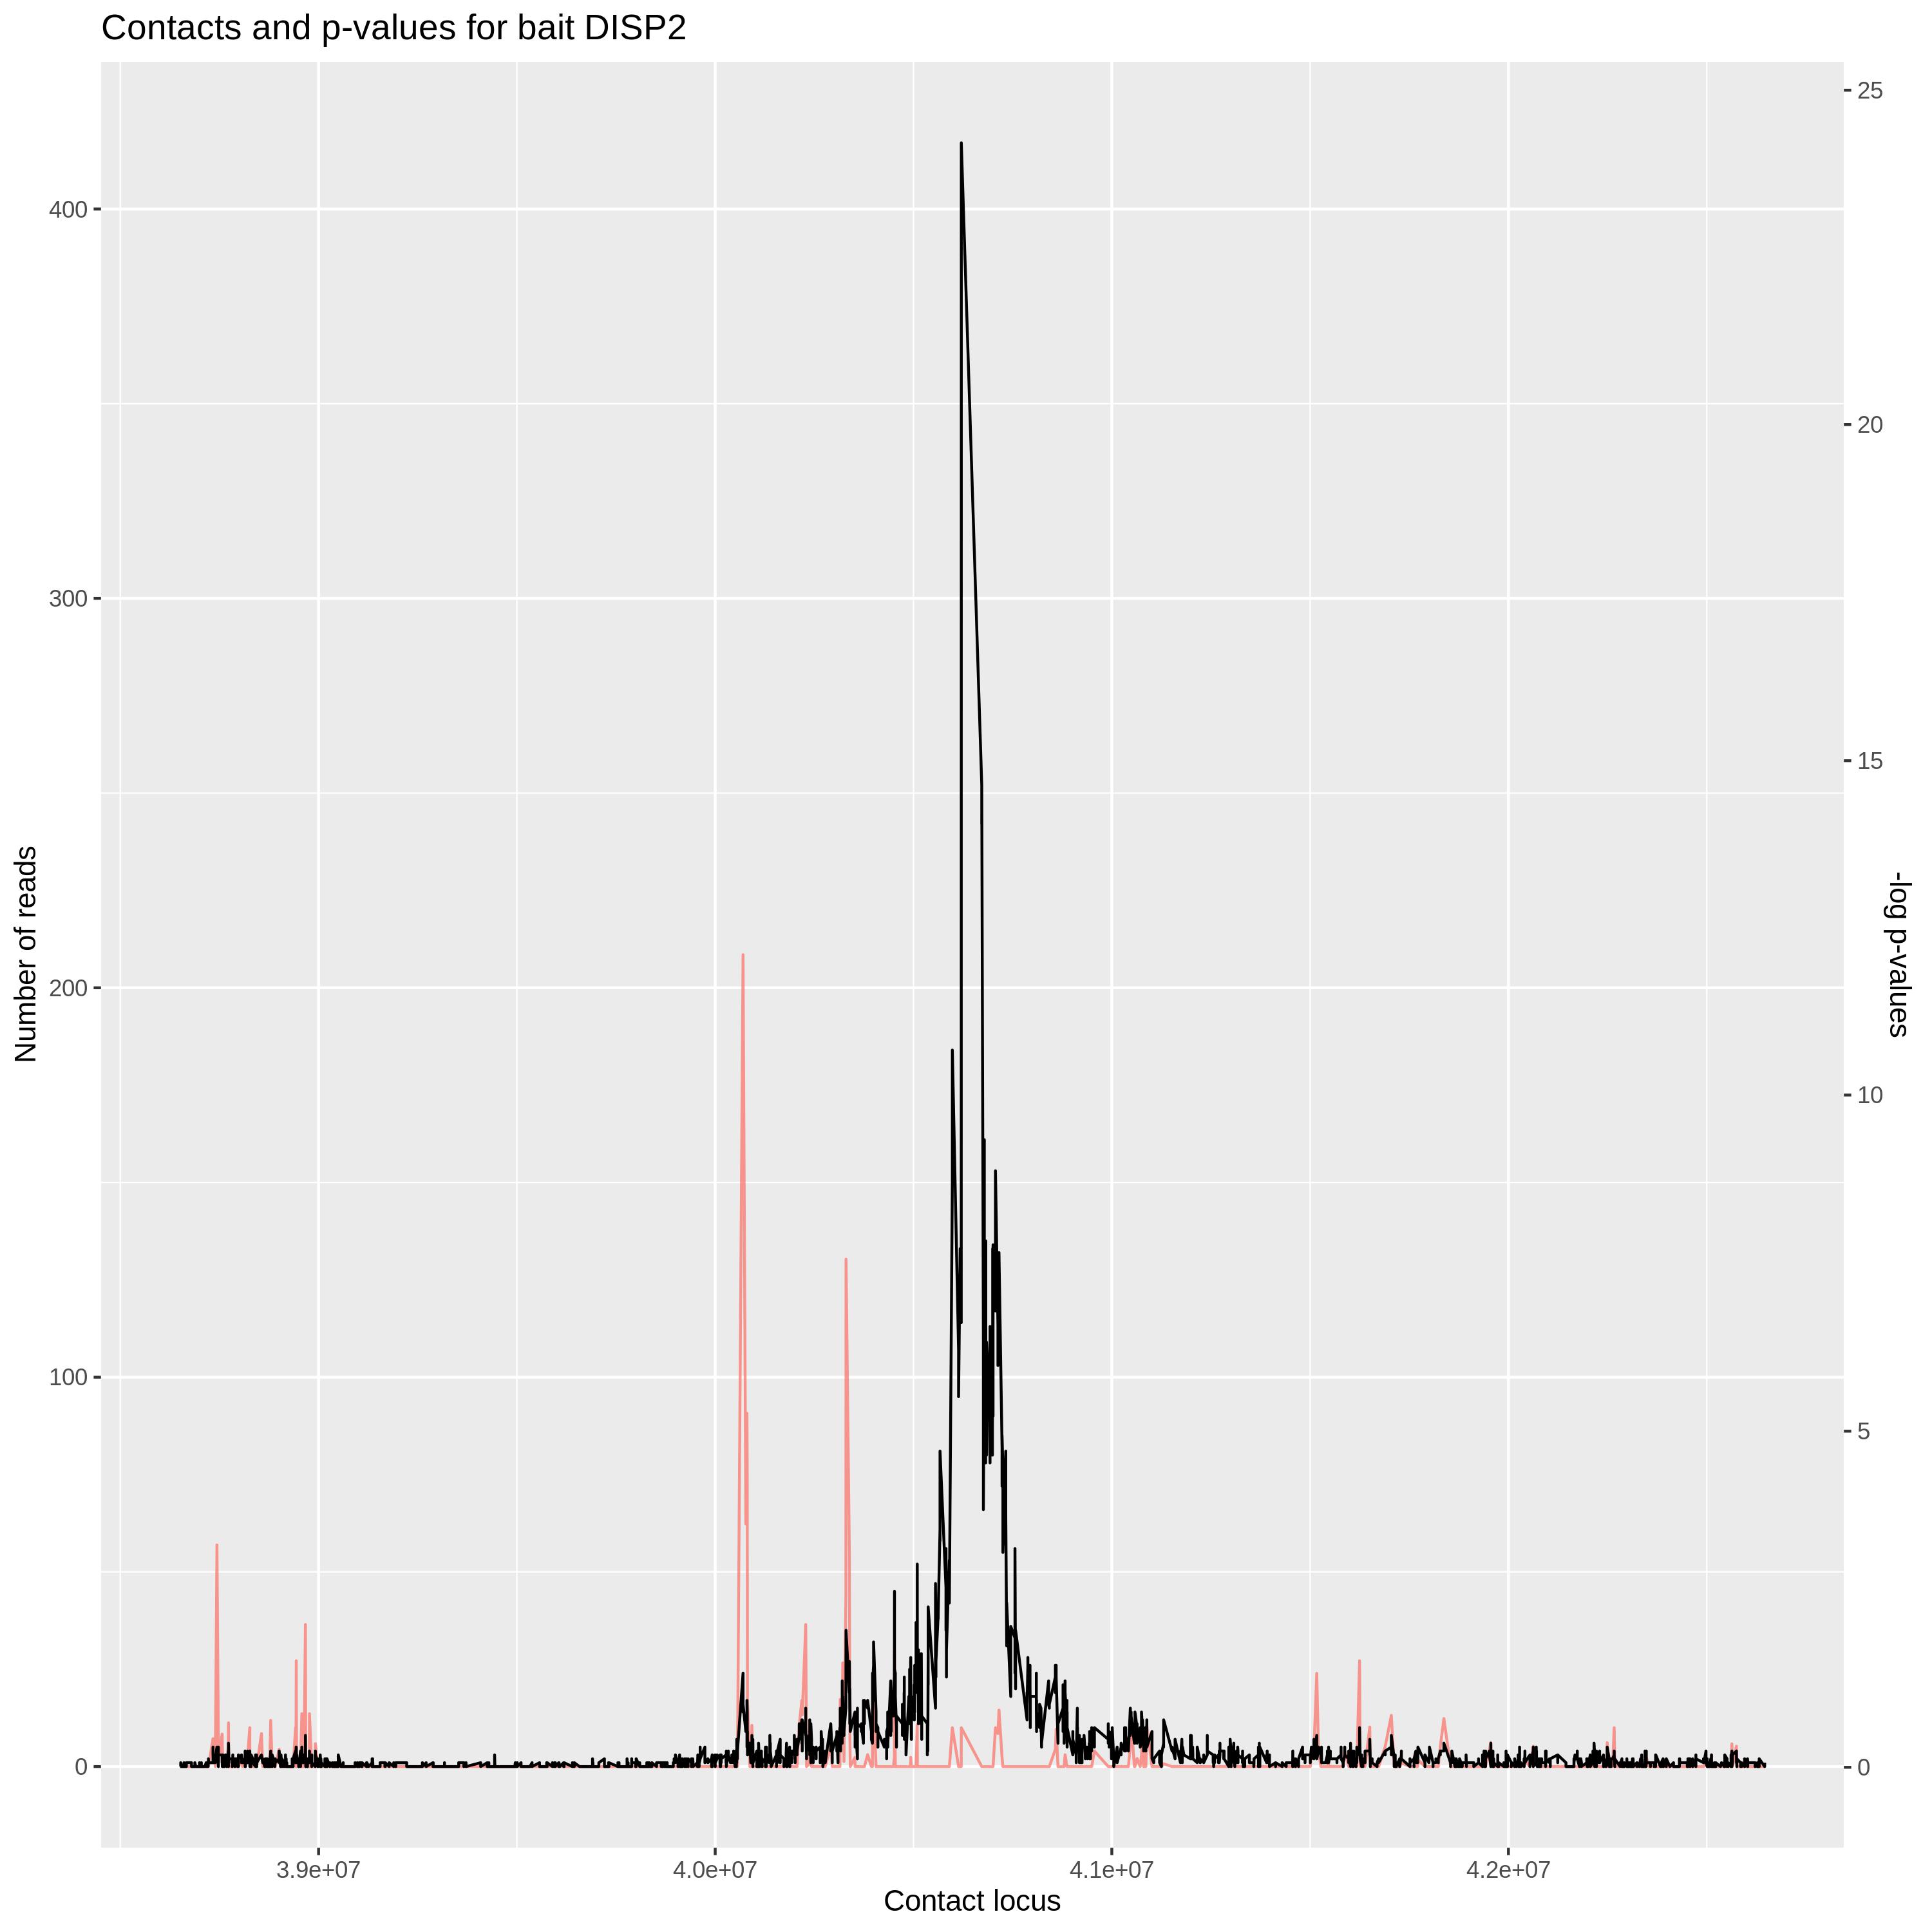 Contacts and p-values for bait DISP2
Number of reads
400
300
200
100
0
25
20
15
10
5
0
-log p-values
3.9e+07
4.0e+07
4.1e+07
4.2e+07
Contact locus